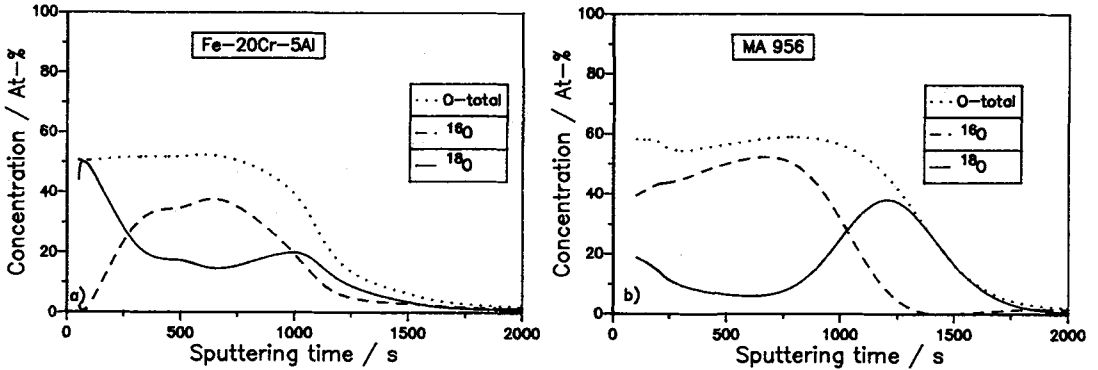 Concentration / At-%
100
80
60
40
20
0
Fe-20Cr-5Al
O-total
¹⁶O
¹⁸O
a)
0
500
1000
1500
2000
Sputtering time / s
Concentration / At-%
100
80
60
40
20
0
MA 956
O-total
¹⁶O
¹⁸O
b)
0
500
1000
1500
2000
Sputtering time / s